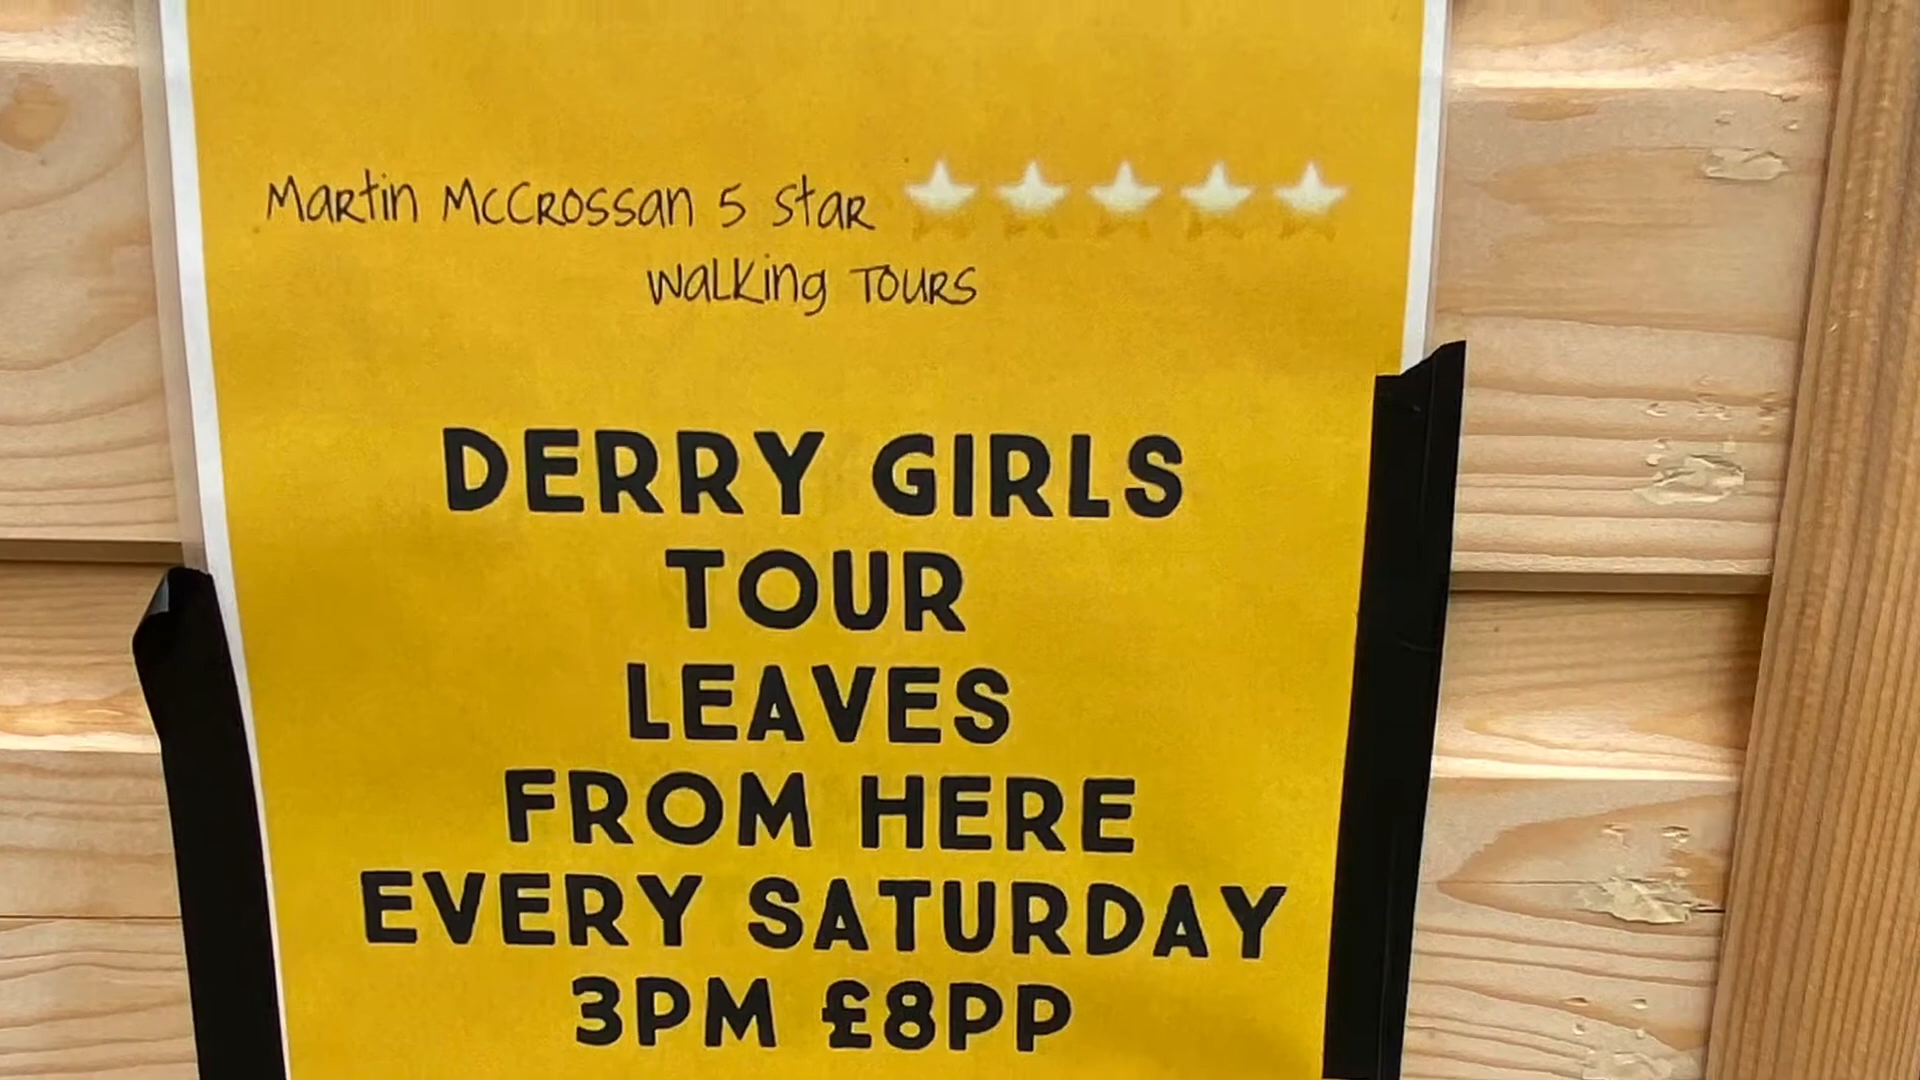 Martin McCrossan 5 Star ⭐⭐⭐⭐⭐
Walking Tours
DERRY GIRLS
TOUR
LEAVES
FROM HERE
EVERY SATURDAY
3PM £8PP